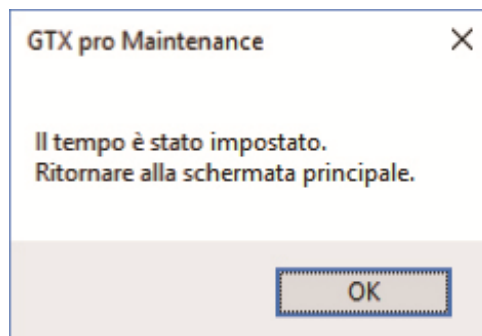 GTX pro Maintenance
Il tempo è stato impostato.
Ritornare alla schermata principale.
OK